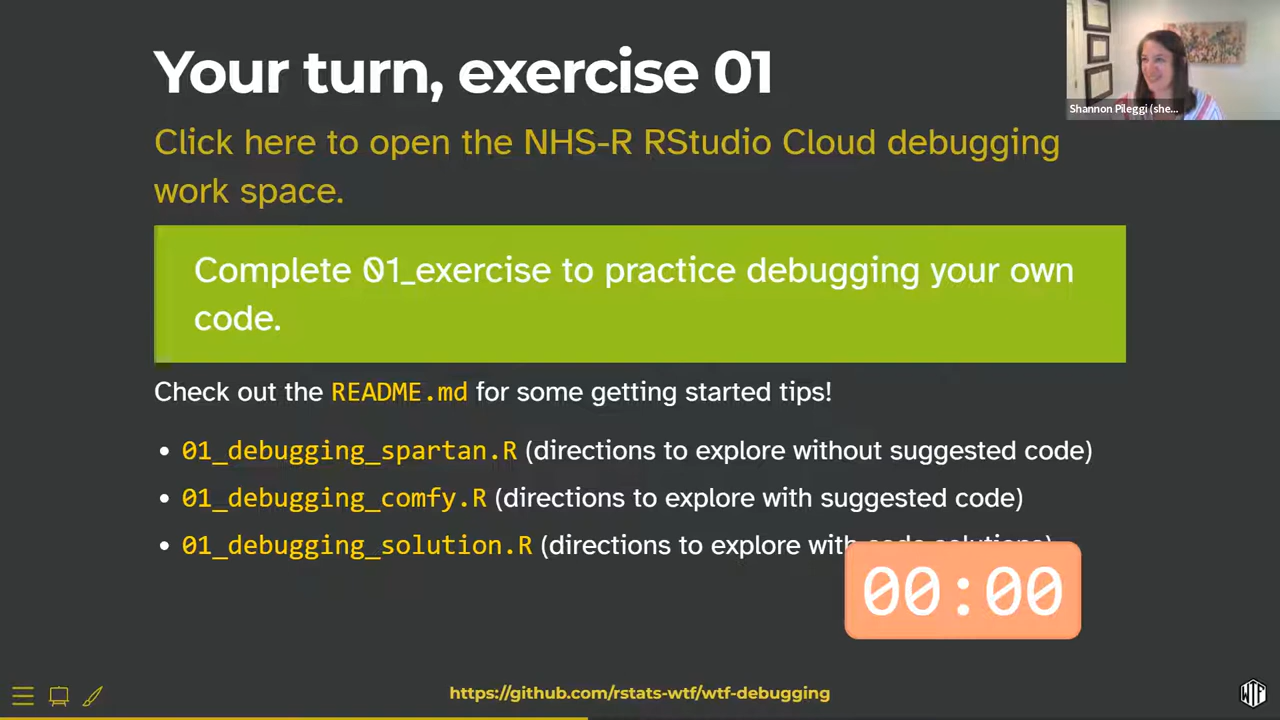 Your turn, exercise 01
Shannon Pileggi (she...
Click here to open the NHS-R RStudio Cloud debugging
work space.
Complete 01_exercise to practice debugging your own
code.
Check out the README.md for some getting started tips!
• 01_debugging_spartan.R (directions to explore without suggested code)
• 01_debugging_comfy.R (directions to explore with suggested code)
• 01_debugging_solution.R (directions to explore with code solutions)
00:00
https://github.com/rstats-wtf/wtf-debugging
WTF